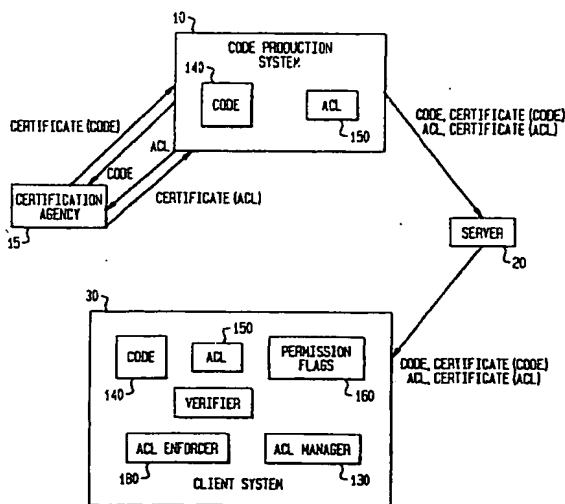 10
CODE PRODUCTION
SYSTEM
140
CODE
ACL
150
CERTIFICATE (CODE)
CODE
ACL
CERTIFICATE (ACL)
CERTIFICATION
AGENCY
15
CODE, CERTIFICATE (CODE)
ACL, CERTIFICATE (ACL)
SERVER
20
30
CODE
140
150
ACL
PERMISSION
FLAGS
160
CODE, CERTIFICATE (CODE)
ACL, CERTIFICATE (ACL)
VERIFIER
ACL ENFORCER
180
ACL MANAGER
130
CLIENT SYSTEM